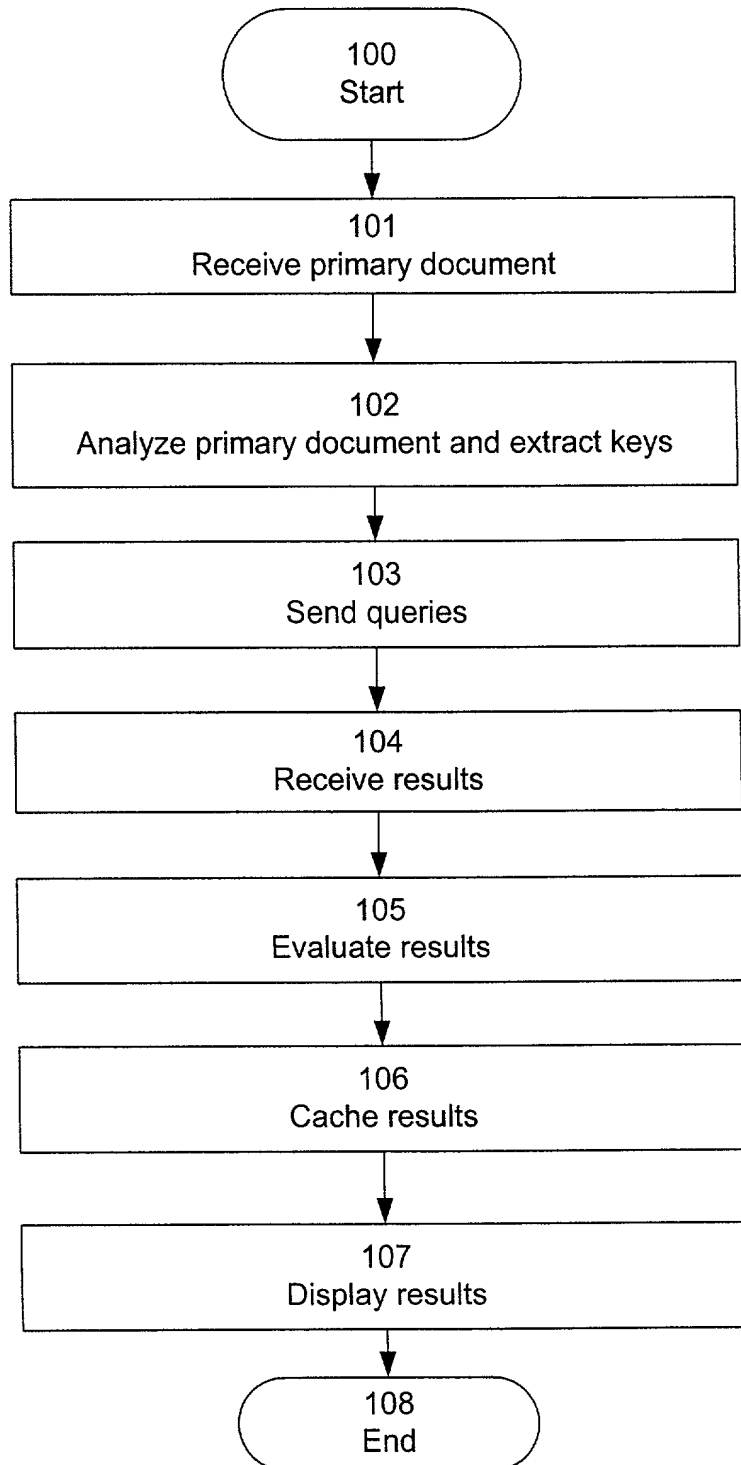 100
Start
101
Receive primary document
102
Analyze primary document and extract keys
103
Send queries
104
Receive results
105
Evaluate results
106
Cache results
107
Display results
108
End